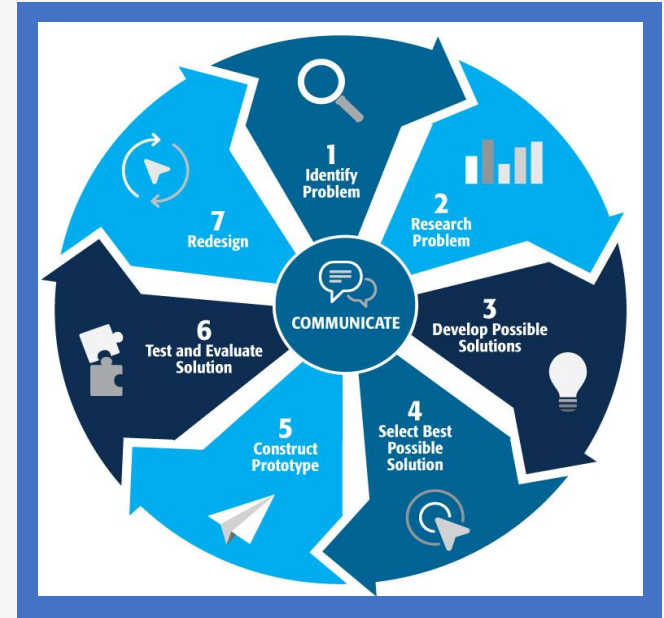 1
Identify
Problem
2
Research
Problem
3
Develop Possible
Solutions
4
Select Best
Possible
Solution
5
Construct
Prototype
6
Test and Evaluate
Solution
7
Redesign
COMMUNICATE